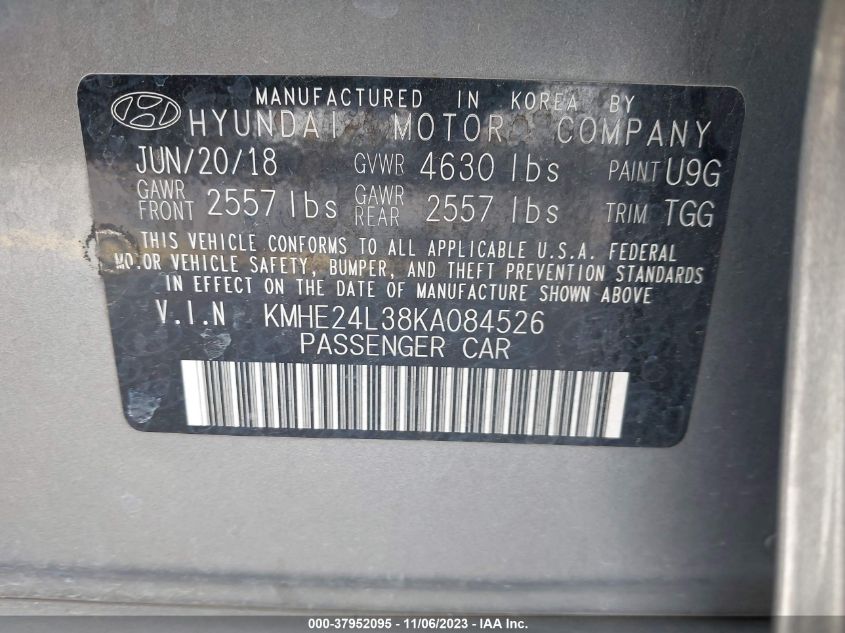 MANUFACTURED IN KOREA BY
HYUNDAI MOTOR COMPANY
JUN/20/18 GVWR 4630 lbs PAINT U9G
GAWR FRONT 2557 lbs GAWR REAR 2557 lbs TRIM TGG
THIS VEHICLE CONFORMS TO ALL APPLICABLE U.S.A. FEDERAL
MOTOR VEHICLE SAFETY, BUMPER, AND THEFT PREVENTION STANDARDS
IN EFFECT ON THE DATE OF MANUFACTURE SHOWN ABOVE
V.I.N KMHE24L38KA084526
PASSENGER CAR
000-37952095 - 11/06/2023 - IAA Inc.